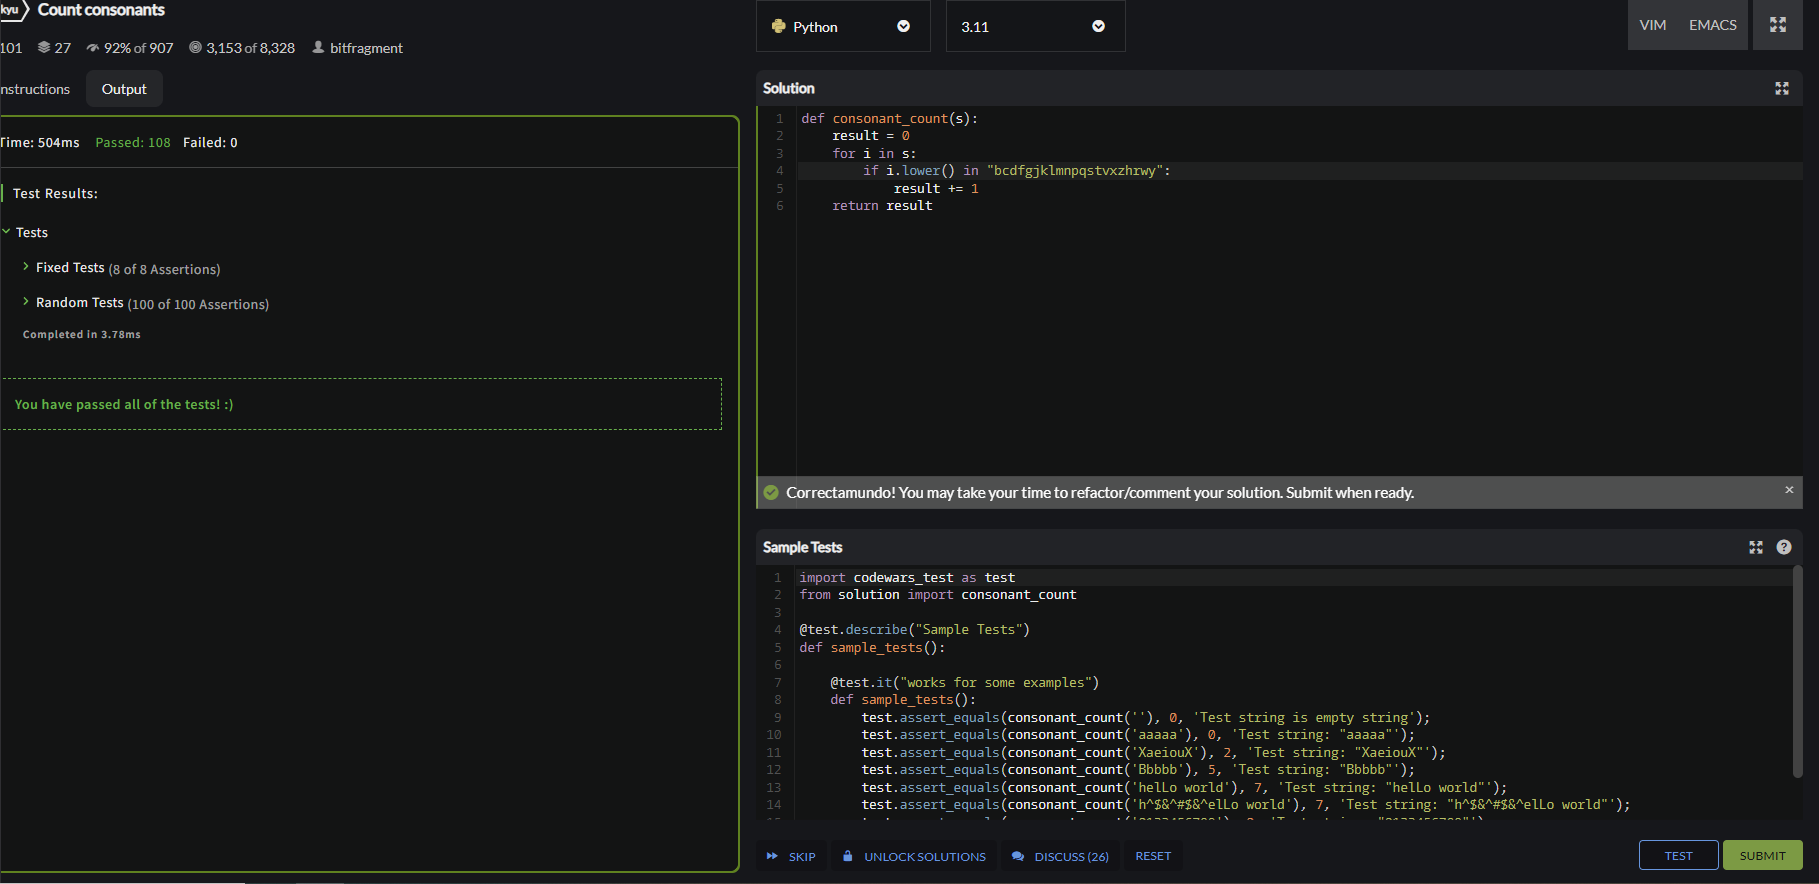 kyu Count consonants
101 27 92% of 907 3,153 of 8,328 bitfragment
nstructions Output
Time: 504ms Passed: 108 Failed: 0
Test Results:
Tests
Fixed Tests (8 of 8 Assertions)
Random Tests (100 of 100 Assertions)
Completed in 3.78ms
You have passed all of the tests! :)
Python 3.11 VIM EMACS
Solution
1 def consonant_count(s):
2 result = 0
3 for i in s:
4 if i.lower() in "bcdfgjklmnpqstvxzhrwy":
5 result += 1
6 return result
Correctamundo! You may take your time to refactor/comment your solution. Submit when ready. ×
Sample Tests ?
1 import codewars_test as test
2 from solution import consonant_count
3
4 @test.describe("Sample Tests")
5 def sample_tests():
6
7 @test.it("works for some examples")
8 def sample_tests():
9 test.assert_equals(consonant_count(''), 0, 'Test string is empty string');
10 test.assert_equals(consonant_count('aaaaa'), 0, 'Test string: "aaaaa"');
11 test.assert_equals(consonant_count('XaeiouX'), 2, 'Test string: "XaeiouX"');
12 test.assert_equals(consonant_count('Bbbbb'), 5, 'Test string: "Bbbbb"');
13 test.assert_equals(consonant_count('helLo world'), 7, 'Test string: "helLo world"');
14 test.assert_equals(consonant_count('h^$&^#$&^elLo world'), 7, 'Test string: "h^$&^#$&^elLo world"');
SKIP UNLOCK SOLUTIONS DISCUSS (26) RESET TEST SUBMIT